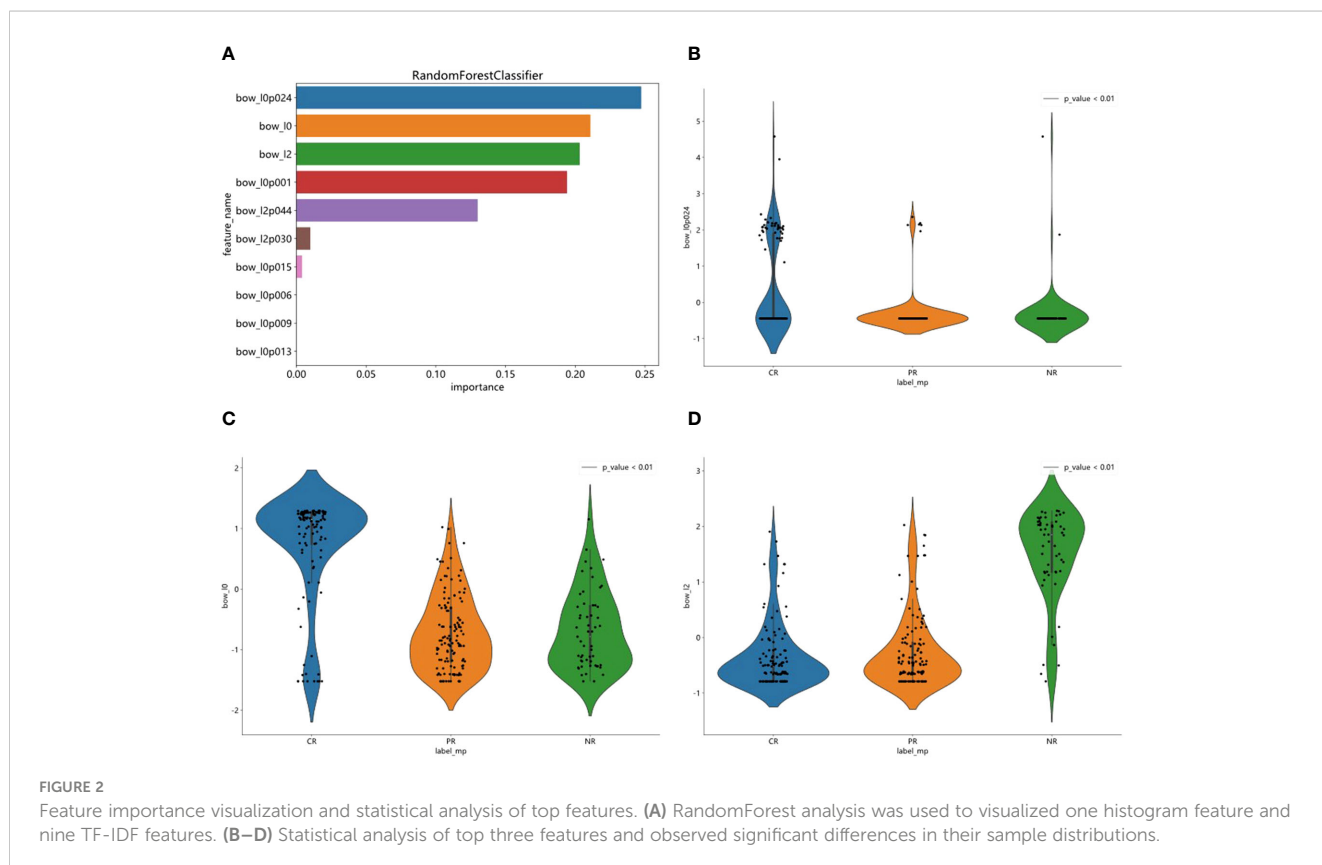 A
RandomForestClassifier
feature_name
bow_l0p024
bow_l0
bow_l2
bow_l0p001
bow_l2p044
bow_l2p030
bow_l0p015
bow_l0p006
bow_l0p009
bow_l0p013
0.00 0.05 0.10 0.15 0.20 0.25
importance
B
p_value < 0.01
bow_l0p024
5
4
3
2
1
0
-1
CR PR NR
label_mp
C
p_value < 0.01
bow_l0
2
1
0
-1
-2
CR PR NR
label_mp
D
p_value < 0.01
bow_l2
3
2
1
0
-1
CR PR NR
label_mp
FIGURE 2
Feature importance visualization and statistical analysis of top features. (A) RandomForest analysis was used to visualized one histogram feature and
nine TF-IDF features. (B–D) Statistical analysis of top three features and observed significant differences in their sample distributions.